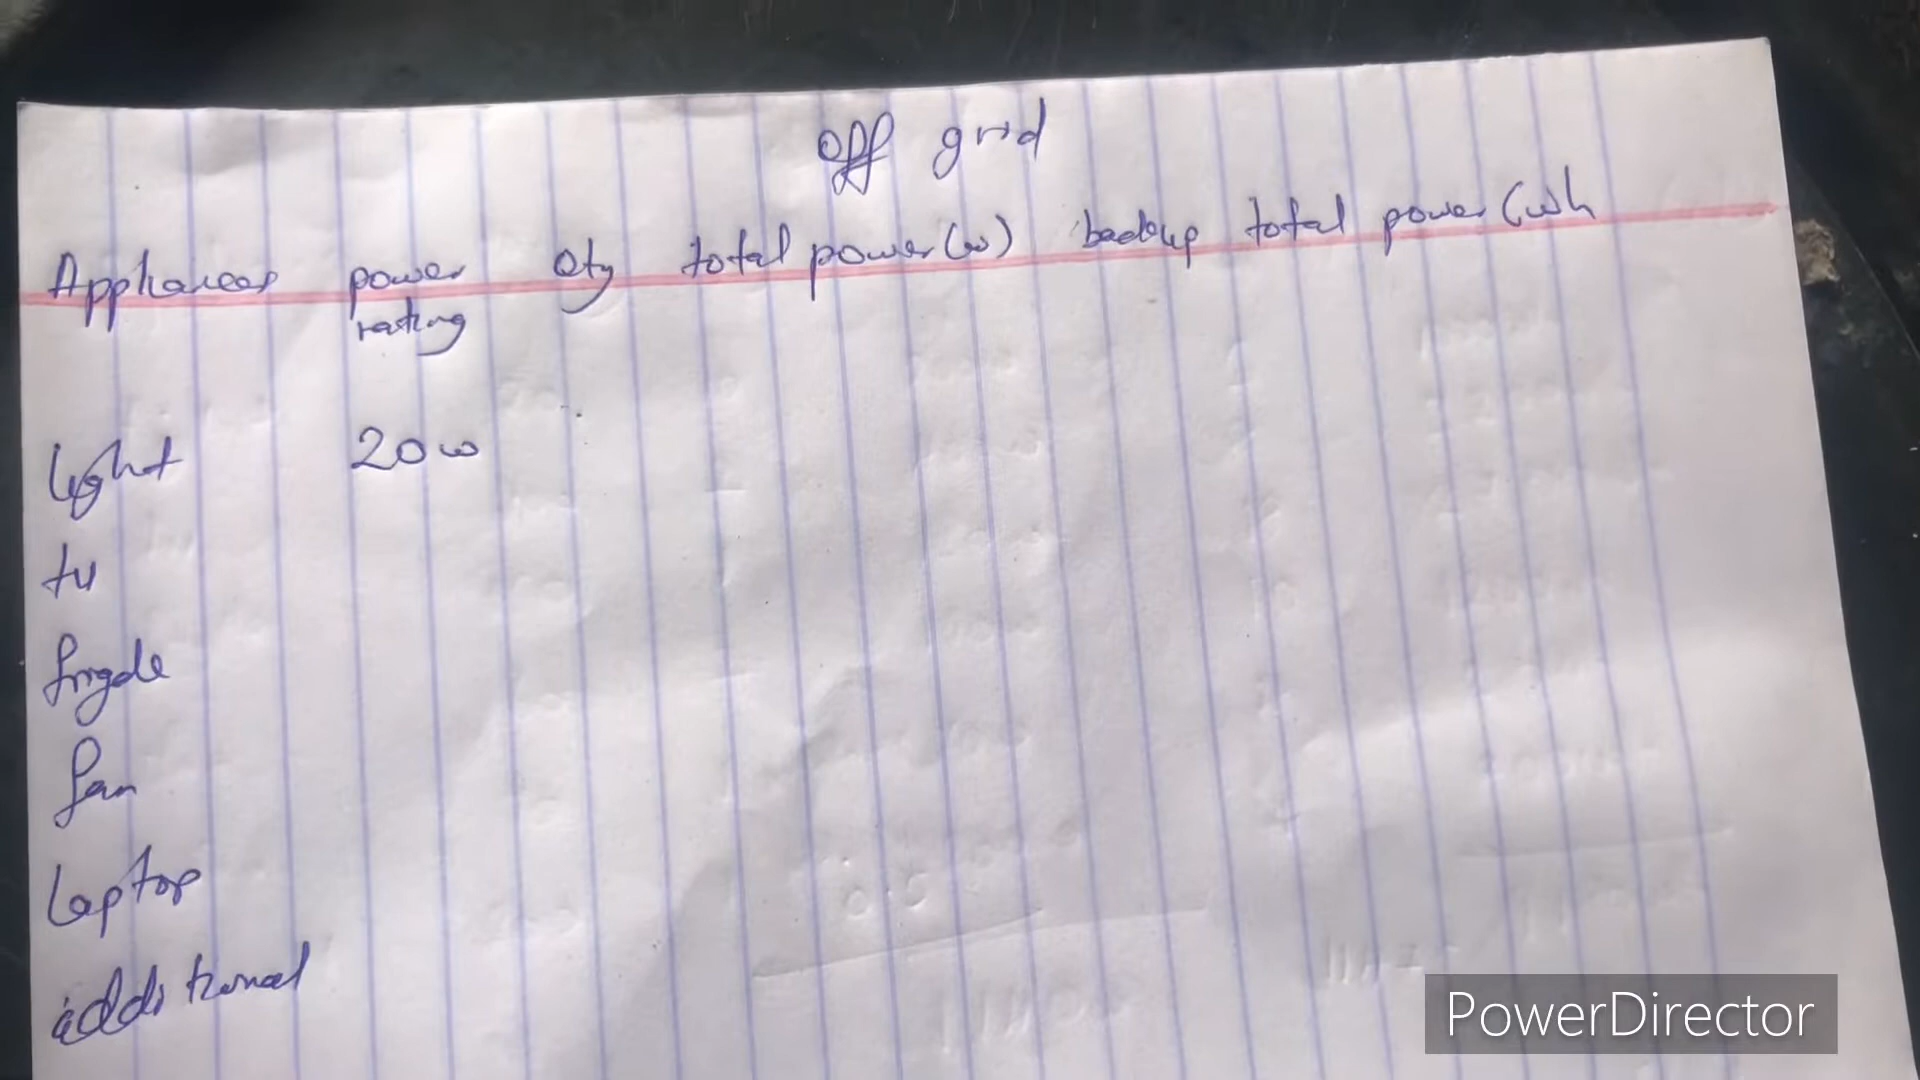 off grid
Appliances power rating Qty total power(w) backup total power(wh
light 20w
tv
frigde
fan
laptop
additional
PowerDirector